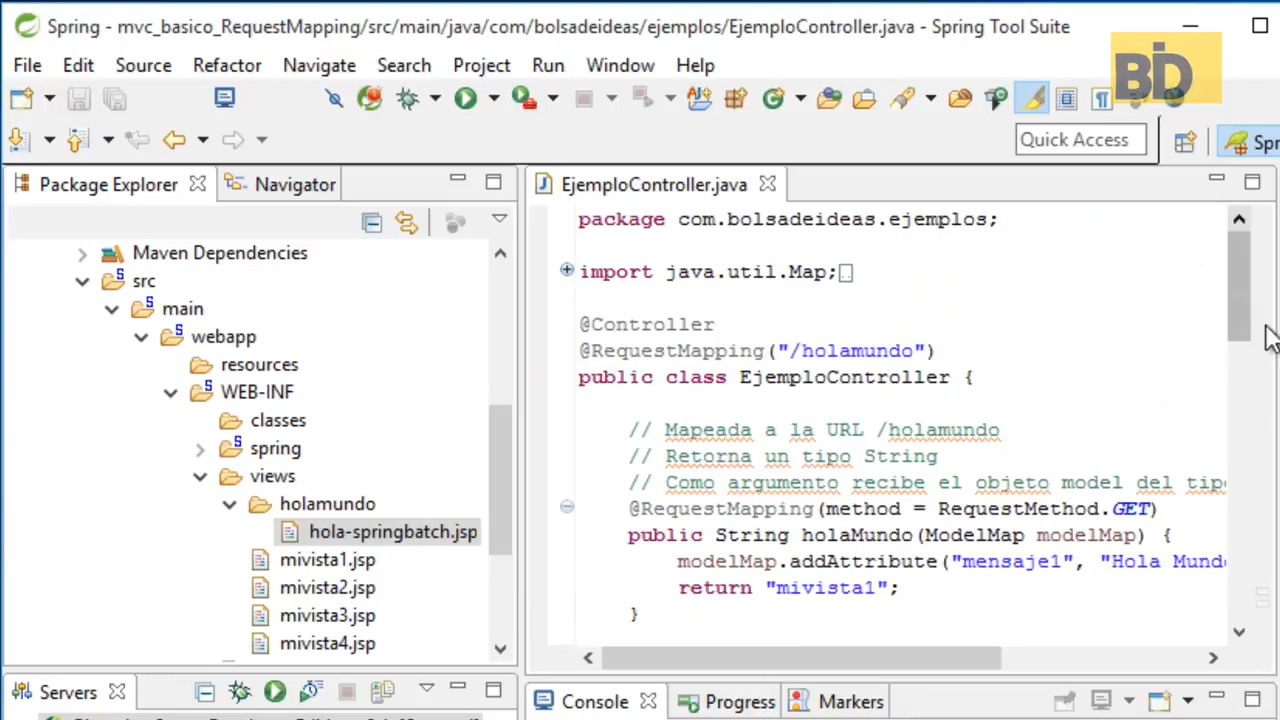 Spring - mvc_basico_RequestMapping/src/main/java/com/bolsadeideas/ejemplos/EjemploController.java - Spring Tool Suite
File Edit Source Refactor Navigate Search Project Run Window Help
BD
Quick Access
Package Explorer
Navigator
Maven Dependencies
src
main
webapp
resources
WEB-INF
classes
spring
views
holamundo
hola-springbatch.jsp
mivista1.jsp
mivista2.jsp
mivista3.jsp
mivista4.jsp
EjemploController.java
package com.bolsadeideas.ejemplos;
import java.util.Map;
@Controller
@RequestMapping("/holamundo")
public class EjemploController {
// Mapeada a la URL /holamundo
// Retorna un tipo String
// Como argumento recibe el objeto model del tip
@RequestMapping(method = RequestMethod.GET)
public String holaMundo(ModelMap modelMap) {
modelMap.addAttribute("mensaje1", "Hola Mund
return "mivista1";
}
Servers
Console
Progress
Markers